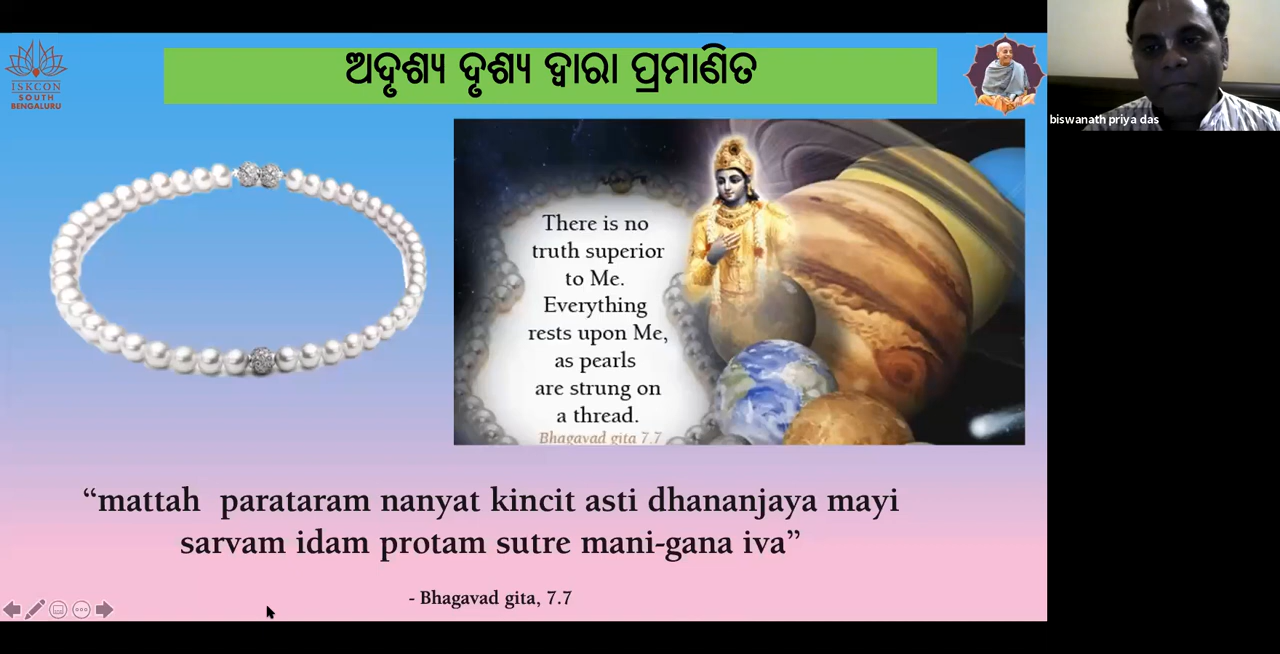 ଅଦୃଶ୍ୟ ଦୃଶ୍ୟ ଦ୍ଵାରା ପ୍ରମାଣିତ
ISKCON
SOUTH
BENGALURU
biswanath priya das
There is no
truth superior
to Me.
Everything
rests upon Me,
as pearls
are strung on
a thread.
Bhagavad gita 7.7
“mattah parataram nanyat kincit asti dhananjaya mayi
sarvam idam protam sutre mani-gana iva”
- Bhagavad gita, 7.7